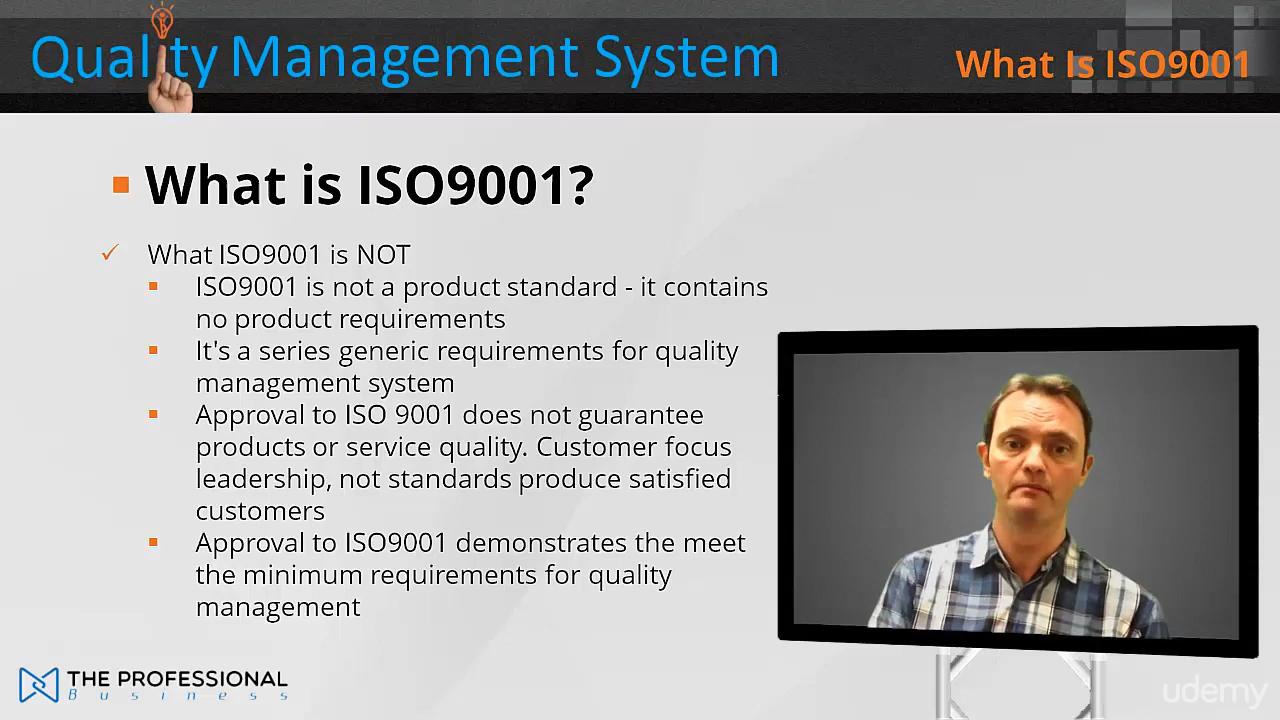 Quality Management System
What Is ISO9001
What is ISO9001?
What ISO9001 is NOT
ISO9001 is not a product standard - it contains
no product requirements
It's a series generic requirements for quality
management system
Approval to ISO 9001 does not guarantee
products or service quality. Customer focus
leadership, not standards produce satisfied
customers
Approval to ISO9001 demonstrates the meet
the minimum requirements for quality
management
THE PROFESSIONAL
Business
udemy